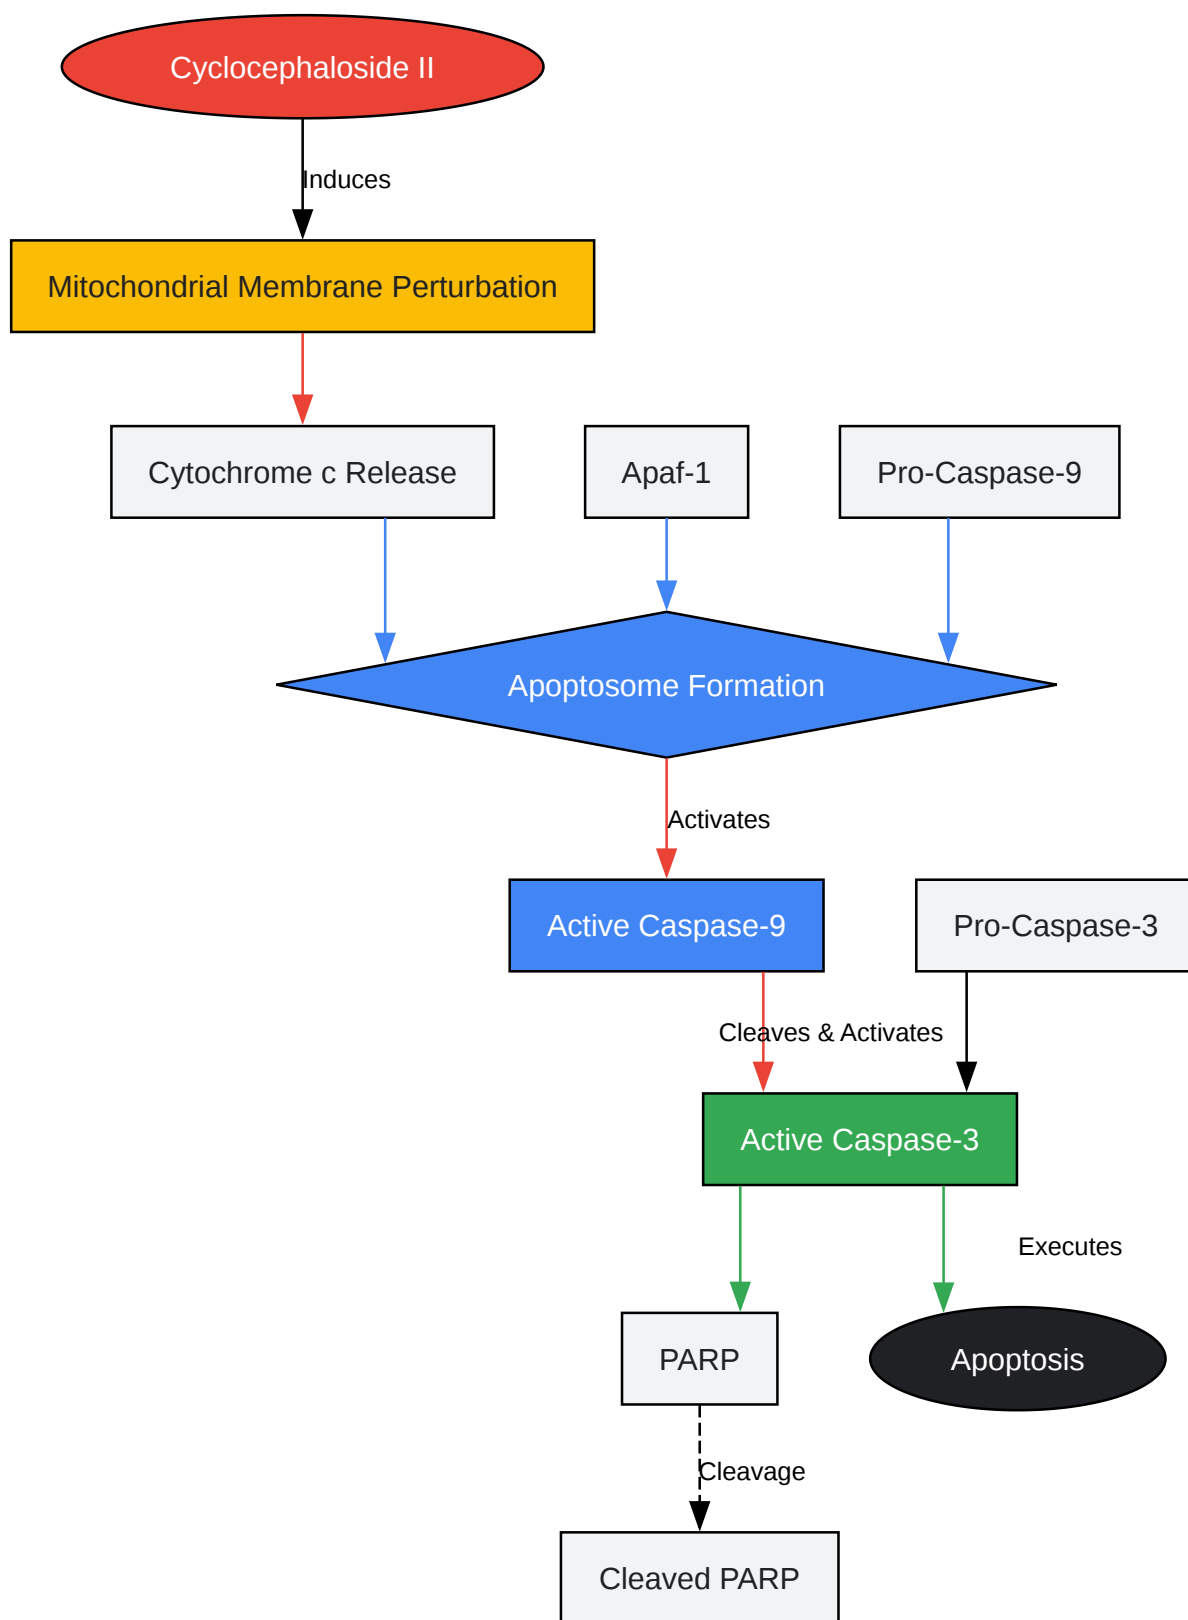 Cyclocephaloside II
Induces
Mitochondrial Membrane Perturbation
Cytochrome c Release
Apaf-1
Pro-Caspase-9
Apoptosome Formation
Activates
Active Caspase-9
Pro-Caspase-3
Cleaves & Activates
Active Caspase-3
Executes
PARP
Apoptosis
Cleavage
Cleaved PARP